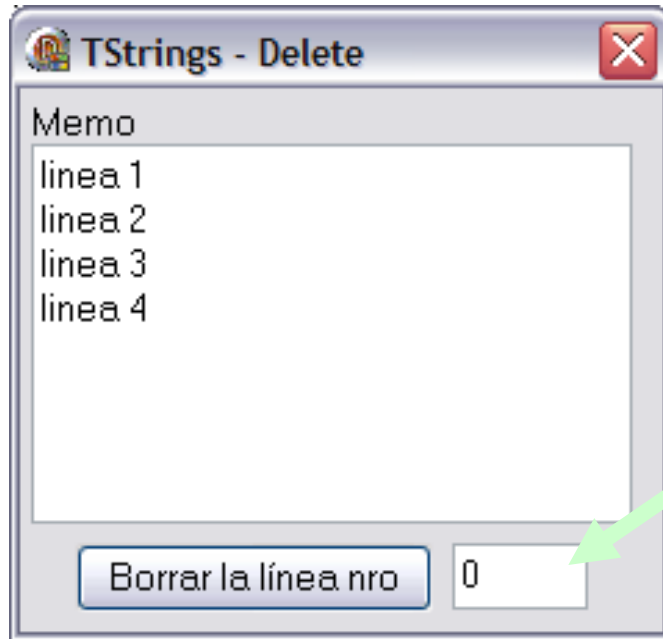 TStrings - Delete
Memo
linea 1
linea 2
linea 3
linea 4
Borrar la línea nro
0